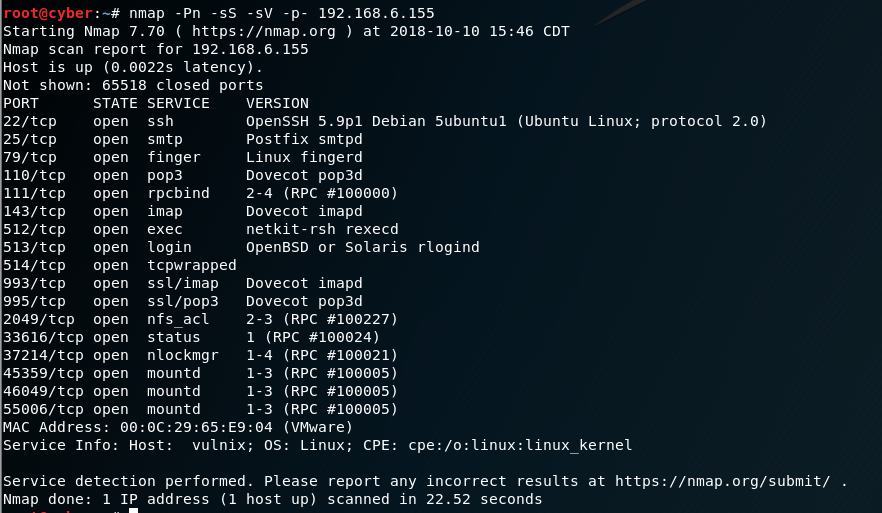 root@cyber:~# nmap -Pn -sS -sV -p- 192.168.6.155
Starting Nmap 7.70 ( https://nmap.org ) at 2018-10-10 15:46 CDT
Nmap scan report for 192.168.6.155
Host is up (0.0022s latency).
Not shown: 65518 closed ports
PORT      STATE SERVICE    VERSION
22/tcp    open  ssh        OpenSSH 5.9p1 Debian 5ubuntu1 (Ubuntu Linux; protocol 2.0)
25/tcp    open  smtp       Postfix smtpd
79/tcp    open  finger     Linux fingerd
110/tcp   open  pop3       Dovecot pop3d
111/tcp   open  rpcbind    2-4 (RPC #100000)
143/tcp   open  imap       Dovecot imapd
512/tcp   open  exec       netkit-rsh rexecd
513/tcp   open  login      OpenBSD or Solaris rlogind
514/tcp   open  tcpwrapped
993/tcp   open  ssl/imap   Dovecot imapd
995/tcp   open  ssl/pop3   Dovecot pop3d
2049/tcp  open  nfs_acl    2-3 (RPC #100227)
33616/tcp open  status     1 (RPC #100024)
37214/tcp open  nlockmgr   1-4 (RPC #100021)
45359/tcp open  mountd     1-3 (RPC #100005)
46049/tcp open  mountd     1-3 (RPC #100005)
55006/tcp open  mountd     1-3 (RPC #100005)
MAC Address: 00:0C:29:65:E9:04 (VMware)
Service Info: Host:  vulnix; OS: Linux; CPE: cpe:/o:linux:linux_kernel

Service detection performed. Please report any incorrect results at https://nmap.org/submit/ .
Nmap done: 1 IP address (1 host up) scanned in 22.52 seconds